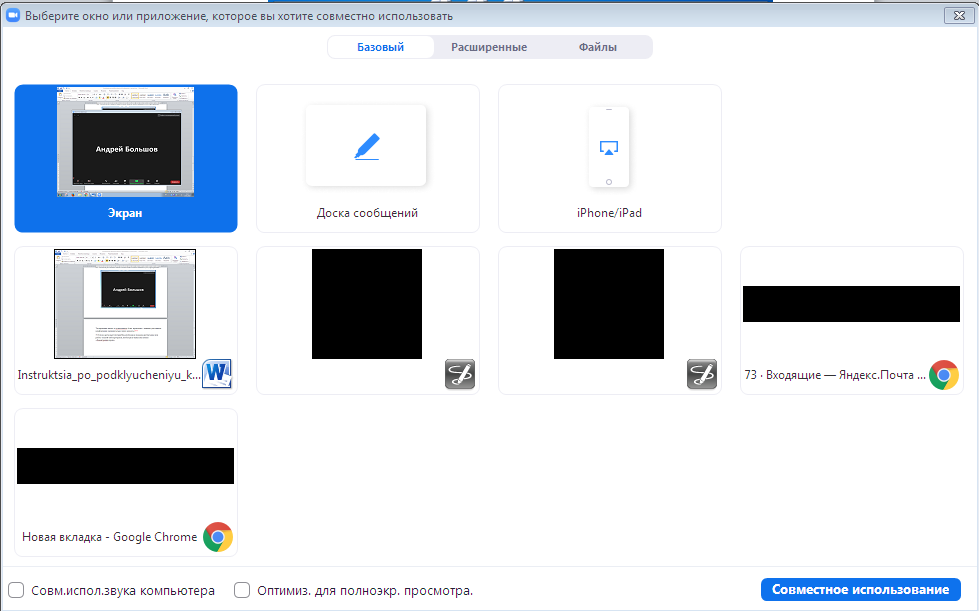 Выберите окно или приложение, которое вы хотите совместно использовать
Базовый
Расширенные
Файлы
Андрей Большов
Экран
Доска сообщений
iPhone/iPad
Андрей Большов
Instruktsia_po_podklyucheniyu_k...
W
73 · Входящие — Яндекс.Почта ...
Новая вкладка - Google Chrome
Совм.испол.звука компьютера
Оптимиз. для полноэкр. просмотра.
Совместное использование